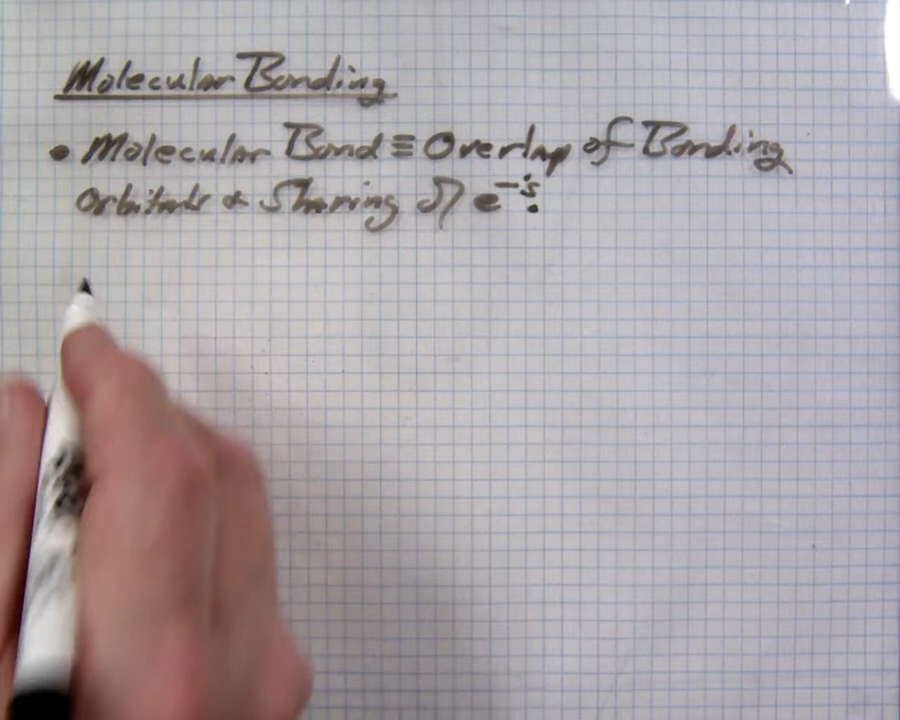 Molecular Bonding
• Molecular Bond ≡ Overlap of Bonding
orbitals & Sharing of e⁻'s.